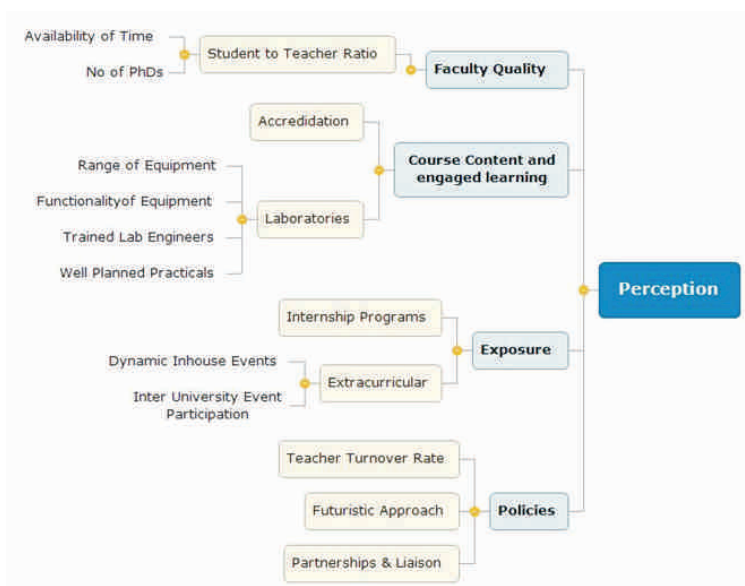 Availability of Time
No of PhDs
Student to Teacher Ratio
Faculty Quality
Accredidation
Course Content and
engaged learning
Range of Equipment
Functionalityof Equipment
Trained Lab Engineers
Well Planned Practicals
Laboratories
Perception
Internship Programs
Exposure
Dynamic Inhouse Events
Inter University Event
Participation
Extracurricular
Teacher Turnover Rate
Futuristic Approach
Policies
Partnerships & Liaison